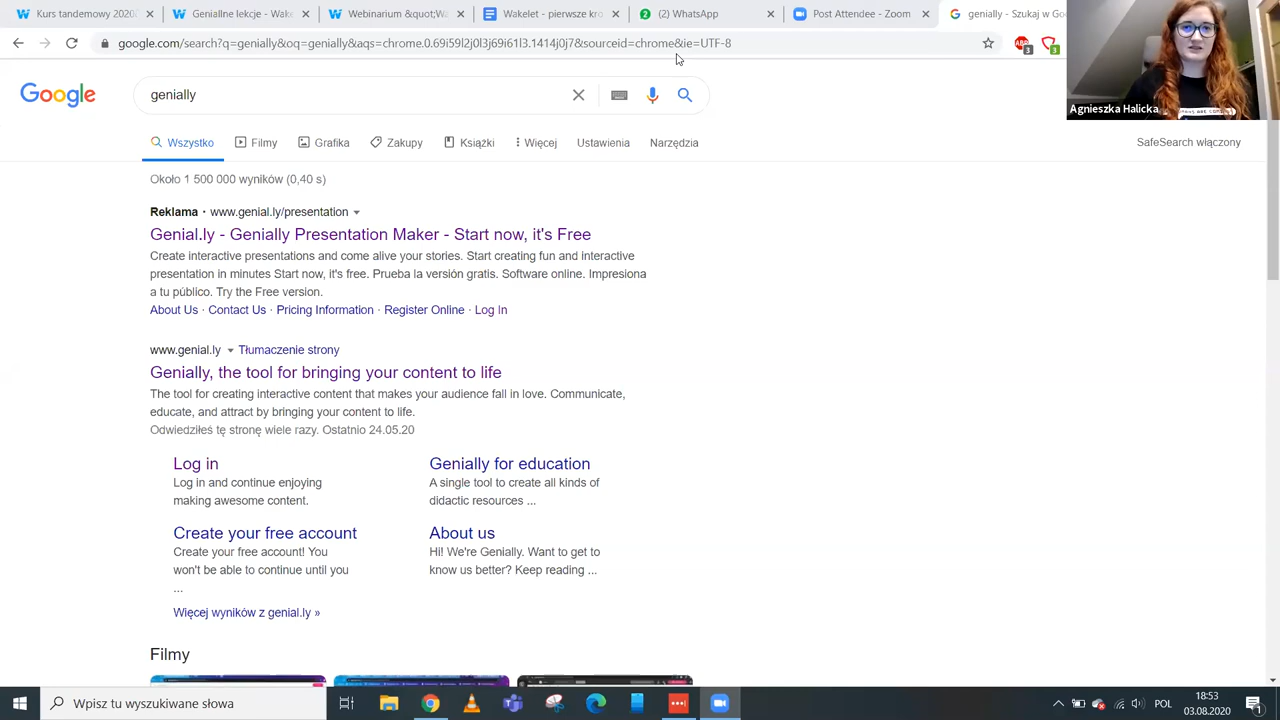 Kurs tandemowy 2020
Genial­ne lekcje - Wake
Webinarium &quot;Wa
Wakelet - pierwsze kro
(2) WhatsApp
Post Attendee - Zoom
genially - Szukaj w Goo
google.com/search?q=genially&oq=genially&aqs=chrome.0.69i59l2j0l3j69i61l3.1414j0j7&sourceid=chrome&ie=UTF-8
Google
genially
Wszystko
Filmy
Grafika
Zakupy
Książki
Więcej
Ustawienia
Narzędzia
SafeSearch włączony
Agnieszka Halicka
Około 1 500 000 wyników (0,40 s)
Reklama · www.genial.ly/presentation
Genial.ly - Genially Presentation Maker - Start now, it's Free
Create interactive presentations and come alive your stories. Start creating fun and interactive
presentation in minutes Start now, it's free. Prueba la versión gratis. Software online. Impresiona
a tu público. Try the Free version.
About Us · Contact Us · Pricing Information · Register Online · Log In
www.genial.ly Tłumaczenie strony
Genially, the tool for bringing your content to life
The tool for creating interactive content that makes your audience fall in love. Communicate,
educate, and attract by bringing your content to life.
Odwiedziłeś tę stronę wiele razy. Ostatnio 24.05.20
Log in
Log in and continue enjoying
making awesome content.
Genially for education
A single tool to create all kinds of
didactic resources ...
Create your free account
Create your free account! You
won't be able to continue until you
...
About us
Hi! We're Genially. Want to get to
know us better? Keep reading ...
Więcej wyników z genial.ly »
Filmy
Wpisz tu wyszukiwane słowa
POL
18:53
03.08.2020